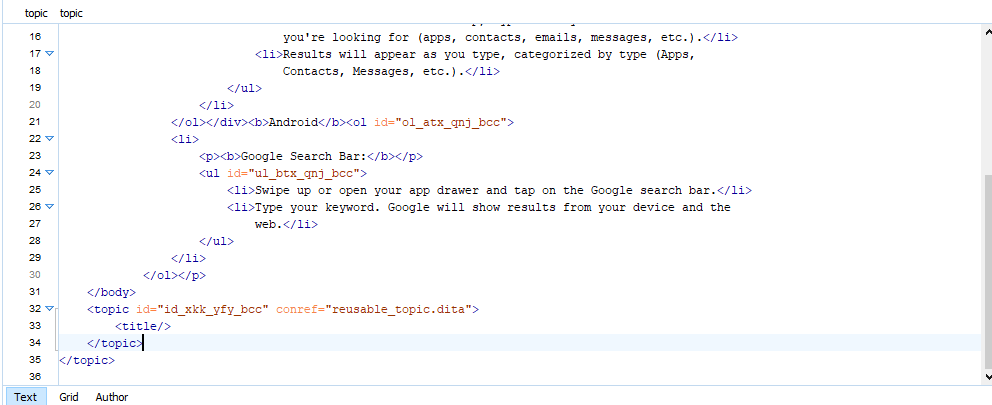 topic topic
16 you're looking for (apps, contacts, emails, messages, etc.).</li>
17 <li>Results will appear as you type, categorized by type (Apps,
18 Contacts, Messages, etc.).</li>
19 </ul>
20 </li>
21 </ol></div><b>Android</b><ol id="ol_atx_qnj_bcc">
22 <li>
23 <p><b>Google Search Bar:</b></p>
24 <ul id="ul_btx_qnj_bcc">
25 <li>Swipe up or open your app drawer and tap on the Google search bar.</li>
26 <li>Type your keyword. Google will show results from your device and the
27 web.</li>
28 </ul>
29 </li>
30 </ol></p>
31 </body>
32 <topic id="id_xkk_yfy_bcc" conref="reusable_topic.dita">
33 <title/>
34 </topic>
35 </topic>
36
Text Grid Author